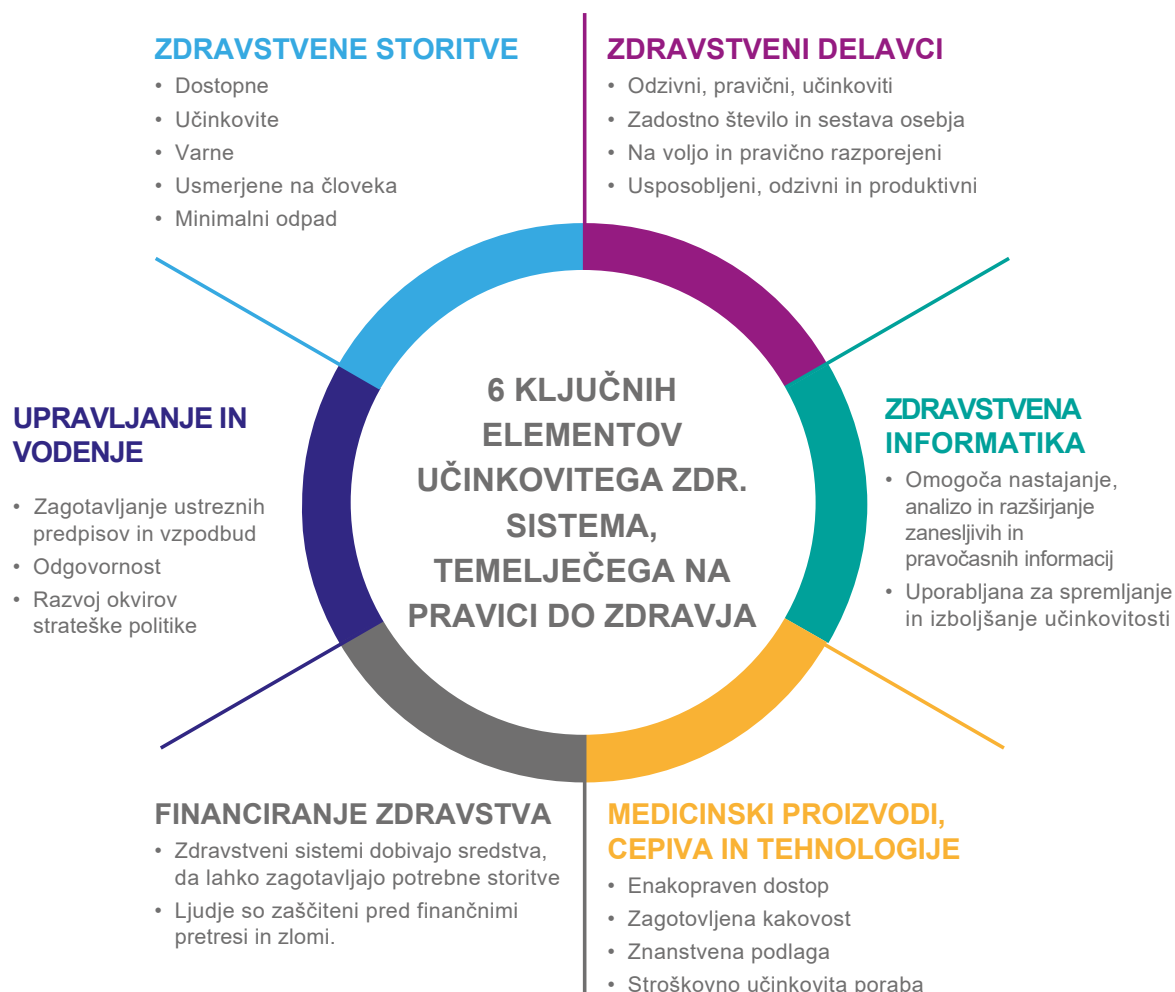 ZDRAVSTVENE STORITVE
• Dostopne
• Učinkovite
• Varne
• Usmerjene na človeka
• Minimalni odpad
ZDRAVSTVENI DELAVCI
• Odzivni, pravični, učinkoviti
• Zadostno število in sestava osebja
• Na voljo in pravično razporejeni
• Usposobljeni, odzivni in produktivni
UPRAVLJANJE IN
VODENJE
• Zagotavljanje ustreznih
predpisov in vzpodbud
• Odgovornost
• Razvoj okvirov
strateške politike
6 KLJUČNIH
ELEMENTOV
UČINKOVITEGA ZDR.
SISTEMA,
TEMELJEČEGA NA
PRAVICI DO ZDRAVJA
ZDRAVSTVENA
INFORMATIKA
• Omogoča nastajanje,
analizo in razširjanje
zanesljivih in
pravočasnih informacij
• Uporabljana za spremljanje
in izboljšanje učinkovitosti
FINANCIRANJE ZDRAVSTVA
• Zdravstveni sistemi dobivajo sredstva,
da lahko zagotavljajo potrebne storitve
• Ljudje so zaščiteni pred finančnimi
pretresi in zlomi.
MEDICINSKI PROIZVODI,
CEPIVA IN TEHNOLOGIJE
• Enakopraven dostop
• Zagotovljena kakovost
• Znanstvena podlaga
• Stroškovno učinkovita poraba